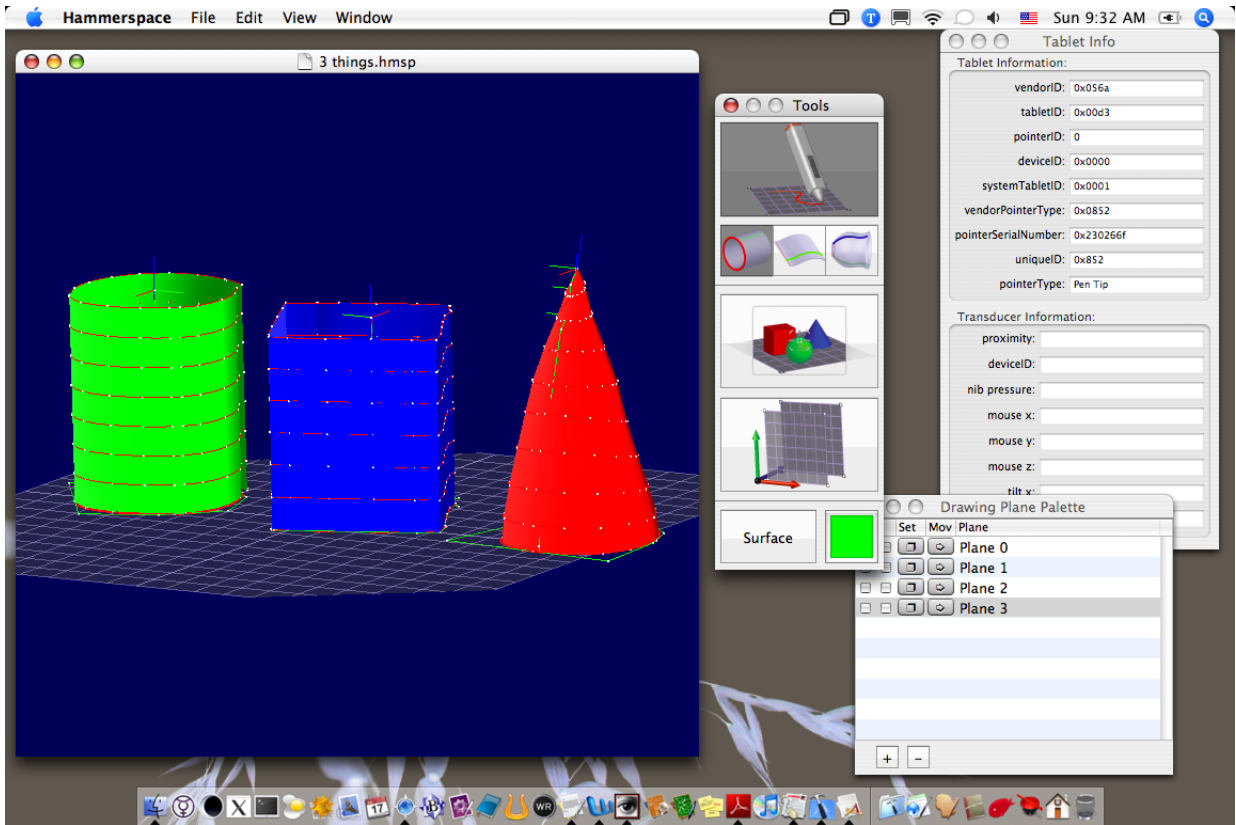 Hammerspace File Edit View Window
T
Sun 9:32 AM
3 things.hmsp
Tools
Surface
Tablet Info
Tablet Information:
vendorID: 0x056a
tabletID: 0x00d3
pointerID: 0
deviceID: 0x0000
systemTabletID: 0x0001
vendorPointerType: 0x0852
pointerSerialNumber: 0x230266f
uniqueID: 0x852
pointerType: Pen Tip
Transducer Information:
proximity:
deviceID:
nib pressure:
mouse x:
mouse y:
mouse z:
tilt x:
Drawing Plane Palette
Set Mov Plane
Plane 0
Plane 1
Plane 2
Plane 3
+ -
X
17
B
WR